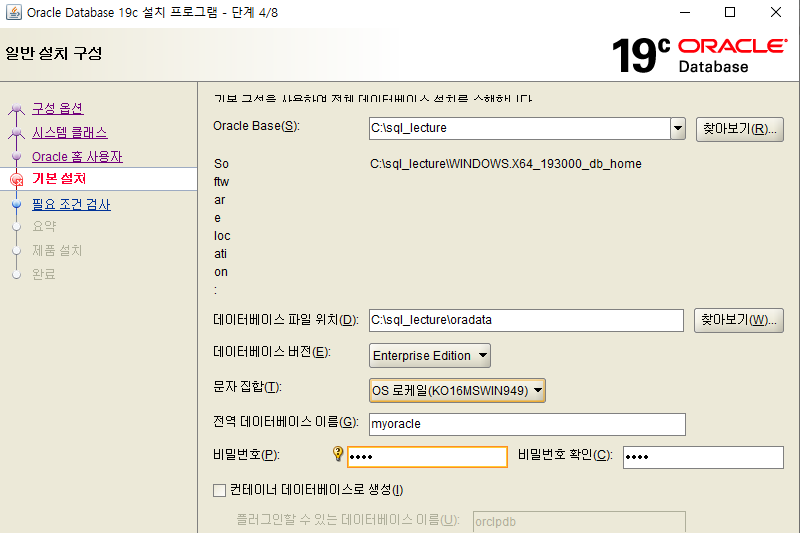 Oracle Database 19c 설치 프로그램 - 단계 4/8
일반 설치 구성
19c ORACLE
Database
구성 옵션
시스템 클래스
Oracle 홈 사용자
기본 설치
필요 조건 검사
요약
제품 설치
완료
기본 구성을 사용하여 전체 데이터베이스 설치를 수행합니다.
Oracle Base(S): C:\sql_lecture 찾아보기(R)...
So C:\sql_lecture\WINDOWS.X64_193000_db_home
ftw
ar
e
loc
ati
on
:
데이터베이스 파일 위치(D): C:\sql_lecture\oradata 찾아보기(W)...
데이터베이스 버전(E): Enterprise Edition
문자 집합(T): OS 로케일(KO16MSWIN949)
전역 데이터베이스 이름(G): myoracle
비밀번호(P): •••• 비밀번호 확인(C): ••••
컨테이너 데이터베이스로 생성(I)
플러그인할 수 있는 데이터베이스 이름(U): orclpdb